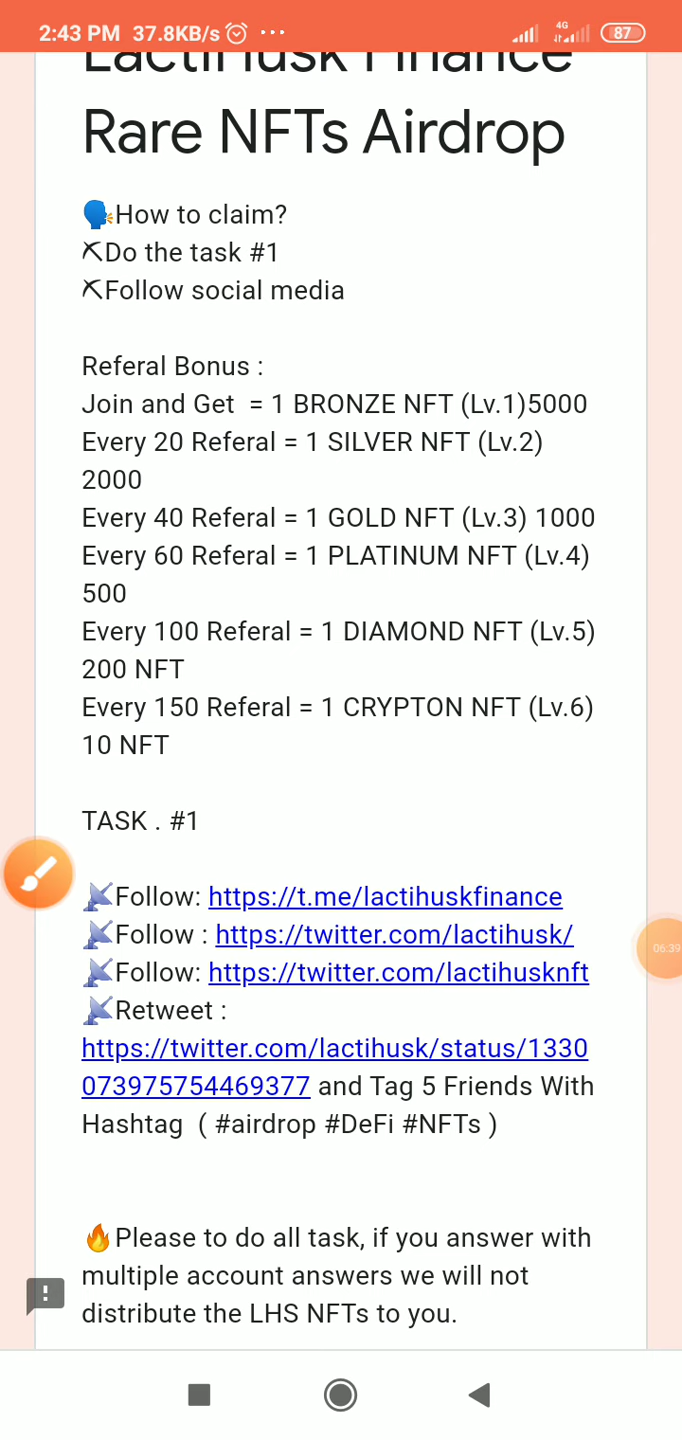 2:43 PM 37.8KB/s
4G
87
LactiHusk Finance
Rare NFTs Airdrop
🗣How to claim?
⛏Do the task #1
⛏Follow social media
Referal Bonus :
Join and Get = 1 BRONZE NFT (Lv.1)5000
Every 20 Referal = 1 SILVER NFT (Lv.2)
2000
Every 40 Referal = 1 GOLD NFT (Lv.3) 1000
Every 60 Referal = 1 PLATINUM NFT (Lv.4)
500
Every 100 Referal = 1 DIAMOND NFT (Lv.5)
200 NFT
Every 150 Referal = 1 CRYPTON NFT (Lv.6)
10 NFT
TASK . #1
📡Follow: https://t.me/lactihuskfinance
📡Follow : https://twitter.com/lactihusk/
06:39
📡Follow: https://twitter.com/lactihusknft
📡Retweet :
https://twitter.com/lactihusk/status/1330
073975754469377 and Tag 5 Friends With
Hashtag ( #airdrop #DeFi #NFTs )
🔥Please to do all task, if you answer with
multiple account answers we will not
distribute the LHS NFTs to you.